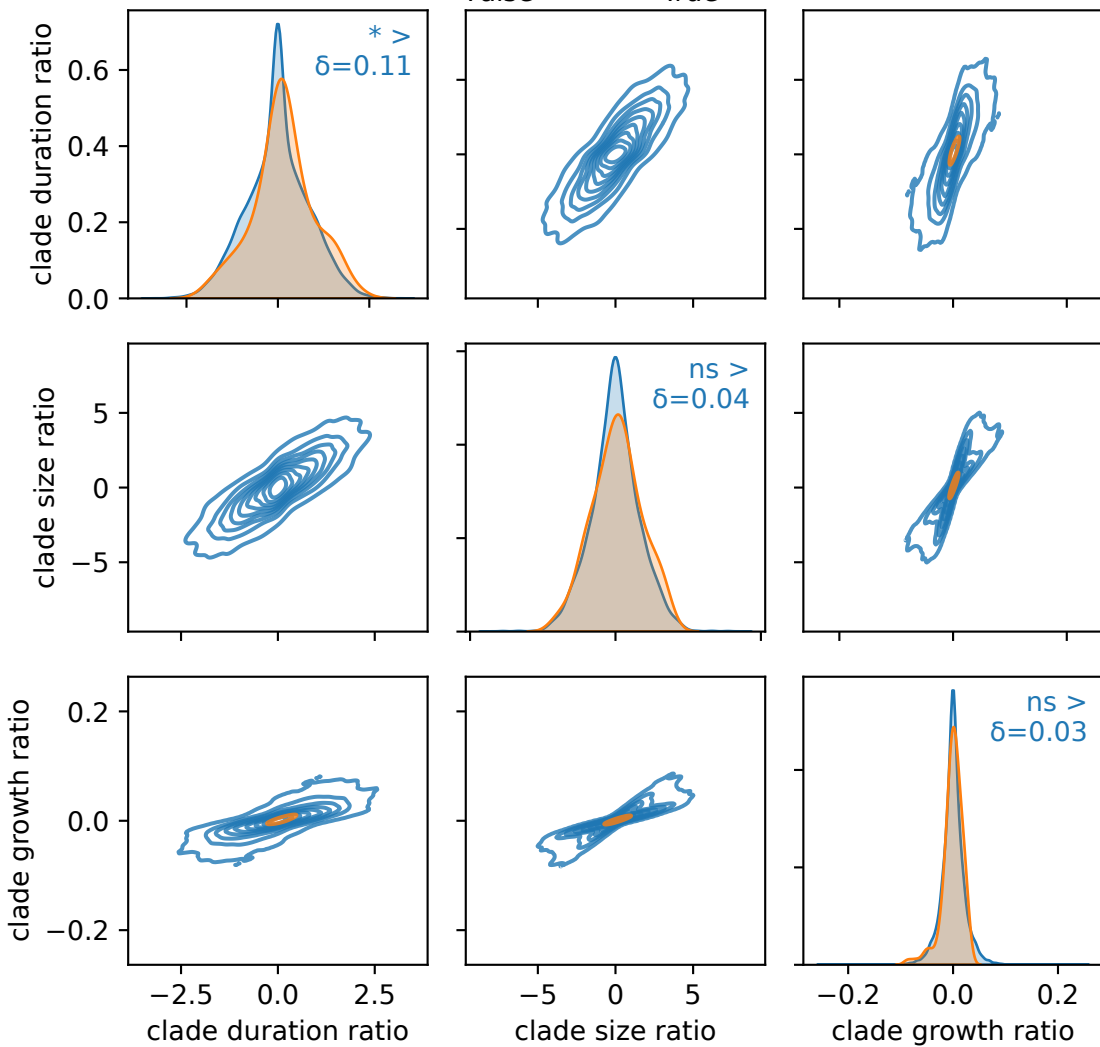 * >
δ=0.11
clade duration ratio
0.6
0.4
0.2
0.0
ns >
δ=0.04
clade size ratio
5
0
−5
ns >
δ=0.03
clade growth ratio
0.2
0.0
−0.2
−2.5 0.0 2.5
−5 0 5
−0.2 0.0 0.2
clade duration ratio
clade size ratio
clade growth ratio